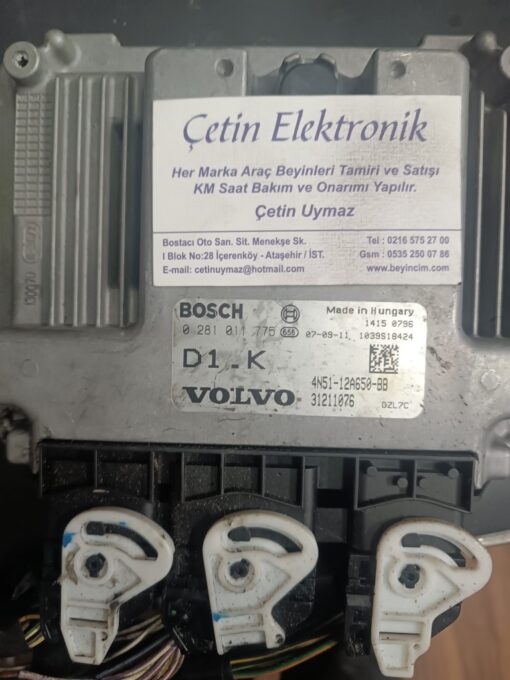 Çetin Elektronik
Her Marka Araç Beyinleri Tamiri ve Satışı
KM Saat Bakım ve Onarımı Yapılır.
Çetin Uymaz
Bostacı Oto San. Sit. Menekşe Sk.
I Blok No:28 İçerenköy - Ataşehir / İST.
E-mail: cetinuymaz@hotmail.com
Tel : 0216 575 27 00
Gsm : 0535 250 07 86
www.beyincim.com
BOSCH
Made in Hungary
0 281 011 775
656
1415 0796
07-09-11, 1039S18424
D1_K
4N51-12A650-BB
VOLVO
31211076
DZL7C